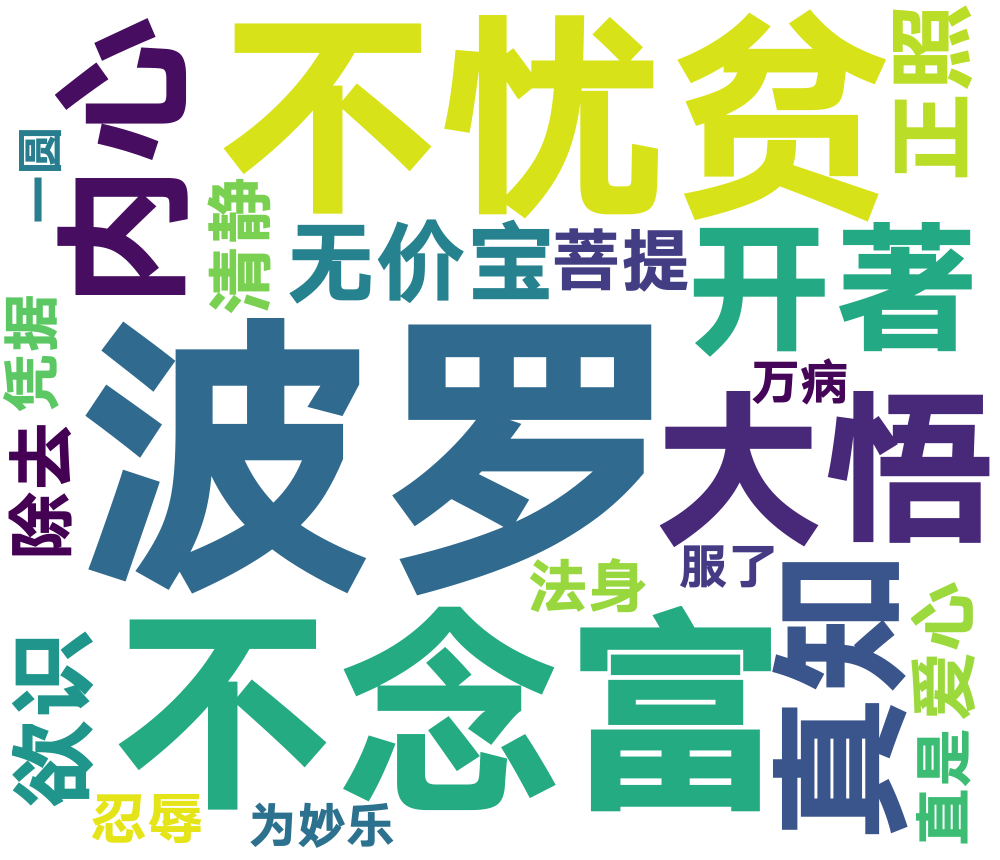 不忧贫
内心
正照
一圆
清静
无价宝
菩提
开著
凭据
波罗
万病
大悟
除去
法身
服了
真知
爱心
不念富
欲识
直是
忍辱
为妙乐